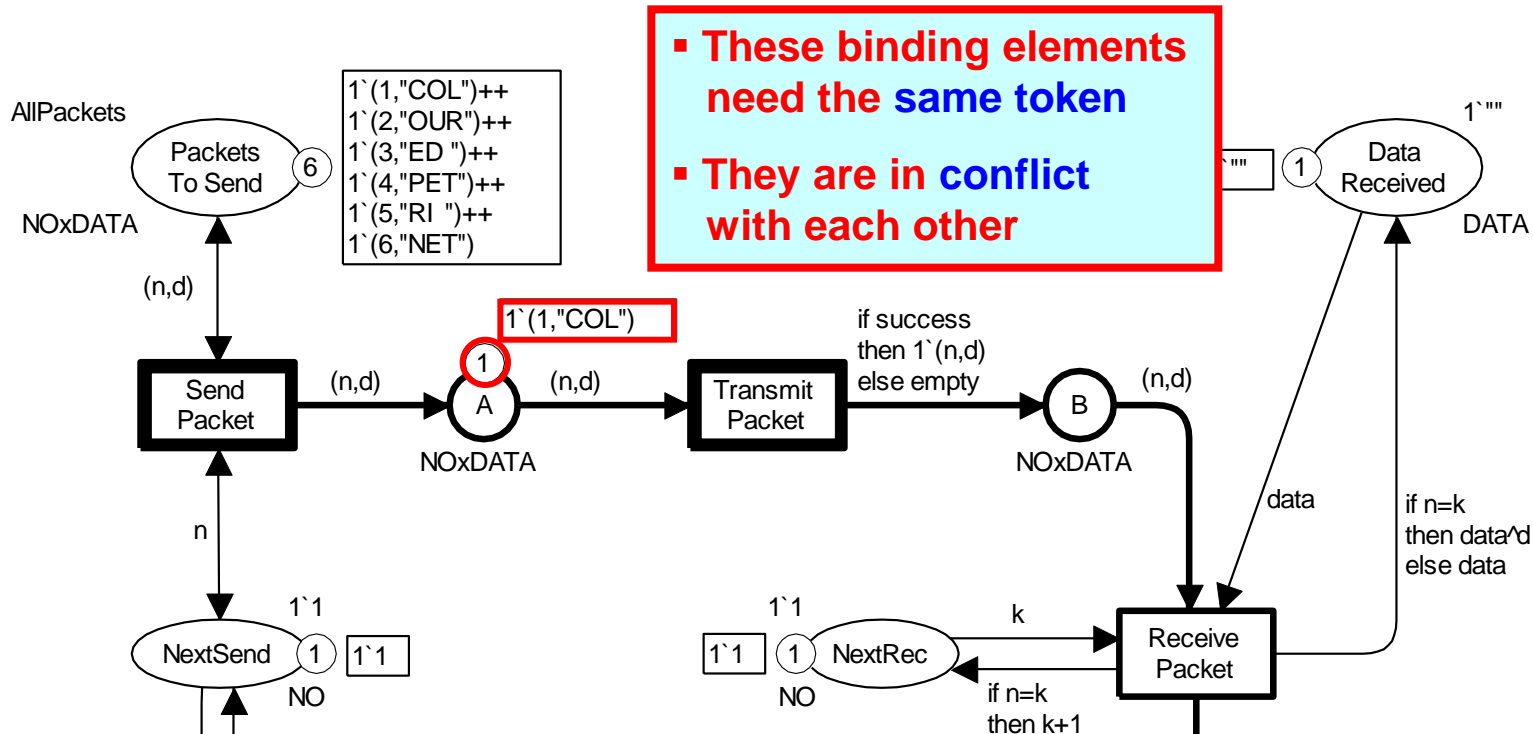 ▪ These binding elements
need the same token
▪ They are in conflict
with each other
AllPackets
Packets
To Send
6
1`(1,"COL")++
1`(2,"OUR")++
1`(3,"ED ")++
1`(4,"PET")++
1`(5,"RI ")++
1`(6,"NET")
NOxDATA
1`""
`""
1
Data
Received
DATA
(n,d)
1`(1,"COL")
1
Send
Packet
(n,d)
A
NOxDATA
(n,d)
Transmit
Packet
if success
then 1`(n,d)
else empty
B
NOxDATA
(n,d)
data
if n=k
then data^d
else data
n
1`1
NextSend
1
1`1
NO
1`1
1`1
1
NextRec
NO
k
if n=k
then k+1
Receive
Packet